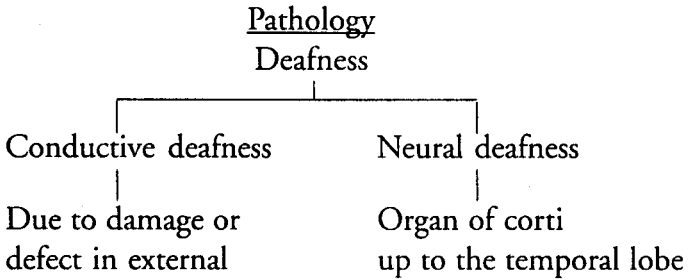 Pathology
Deafness
Conductive deafness
Neural deafness
Due to damage or
defect in external
Organ of corti
up to the temporal lobe